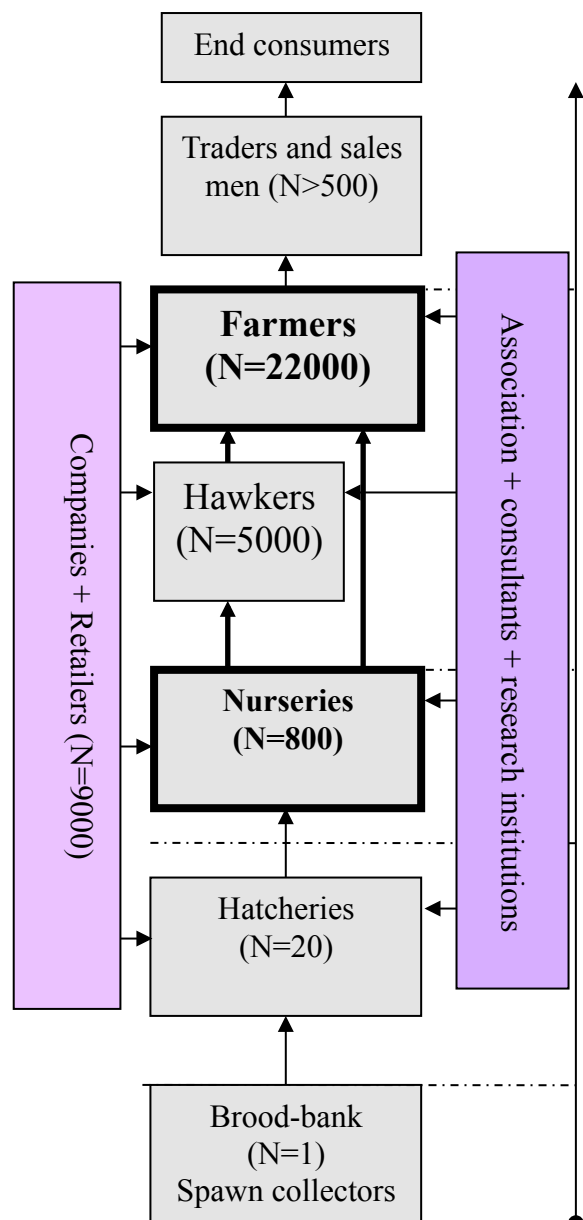 End consumers
Traders and sales
men (N>500)
Farmers
(N=22000)
Hawkers
(N=5000)
Nurseries
(N=800)
Hatcheries
(N=20)
Brood-bank
(N=1)
Spawn collectors
Companies + Retailers (N=9000)
Association + consultants + research institutions